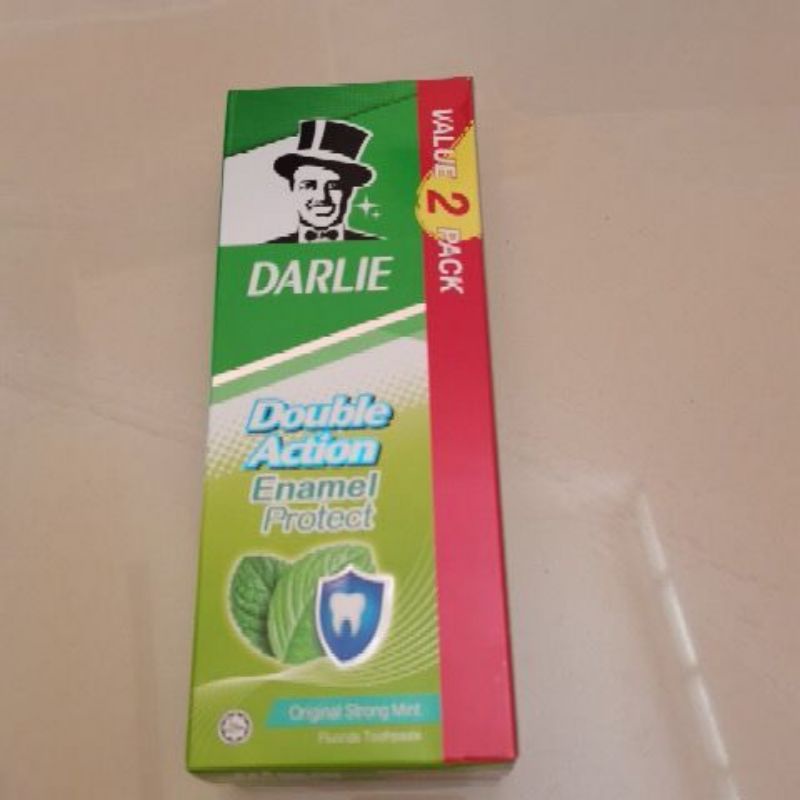 VALUE 2 PACK
DARLIE
Double
Action
Enamel
Protect
Original Strong Mint
Fluoride Toothpaste